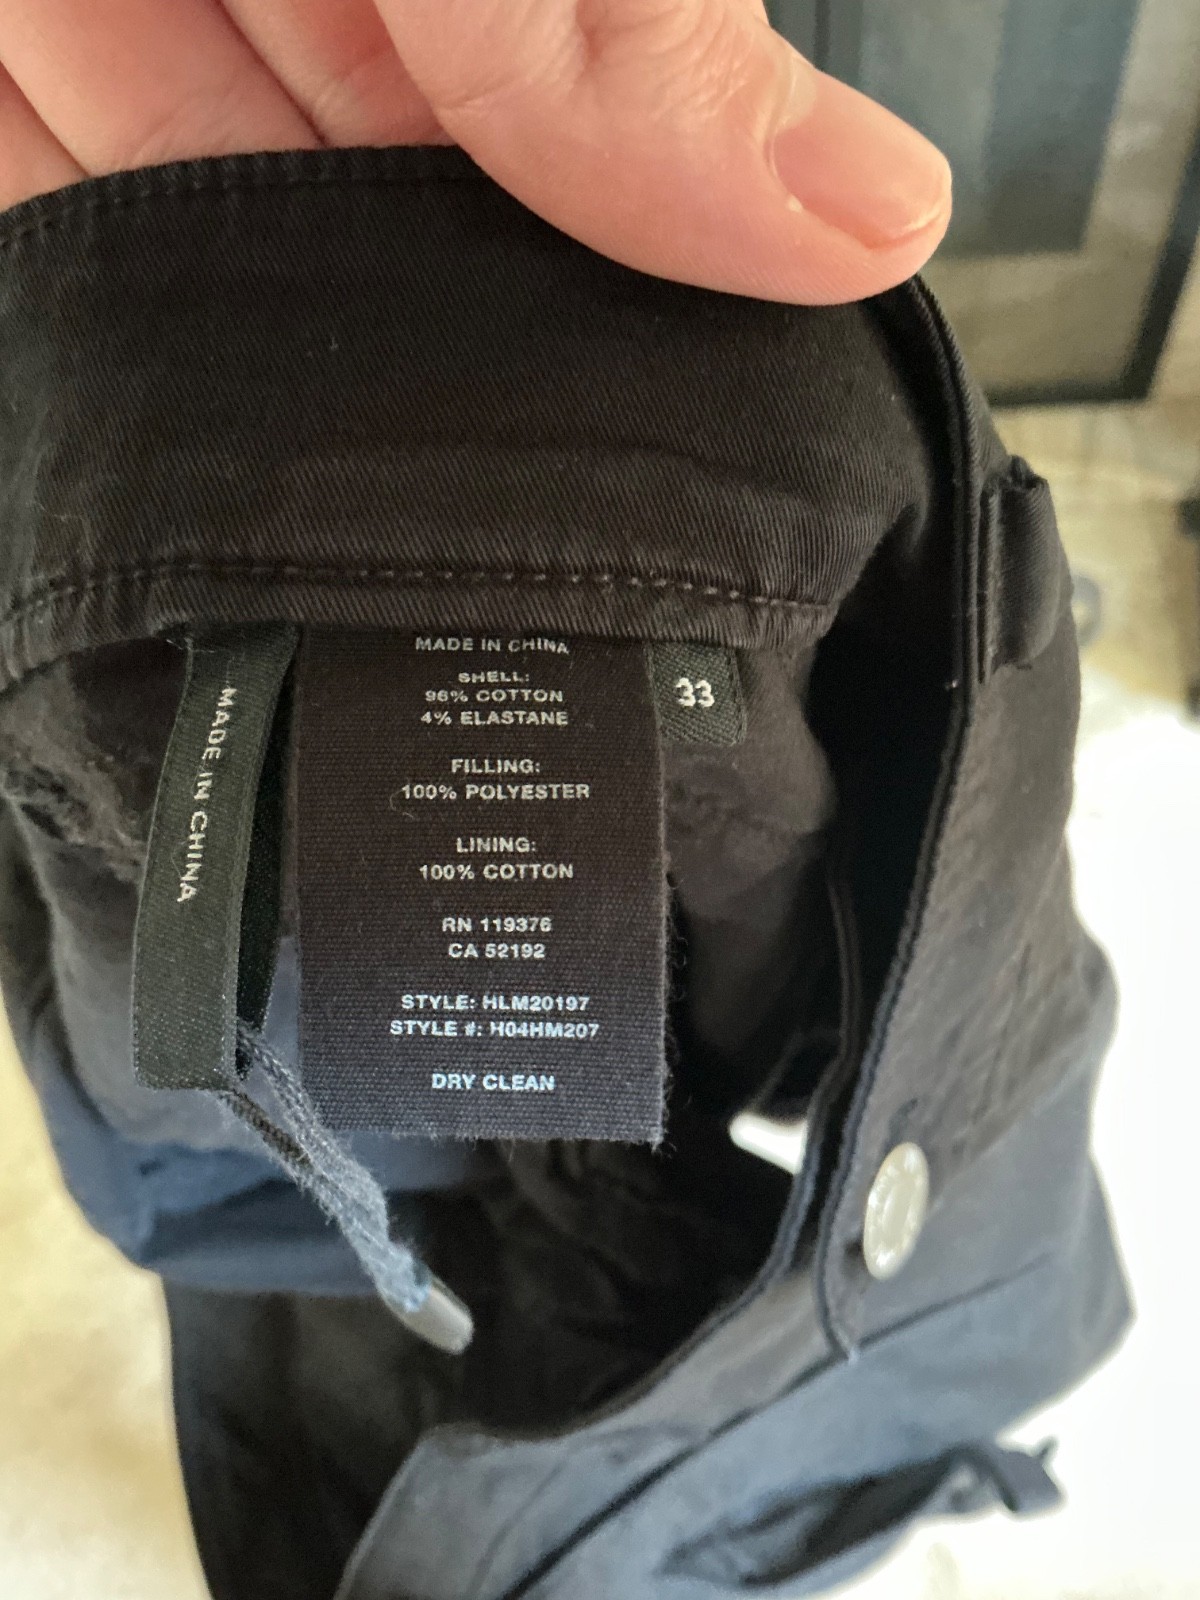 MADE IN CHINA
MADE IN CHINA
SHELL:
96% COTTON
4% ELASTANE
FILLING:
100% POLYESTER
LINING:
100% COTTON
RN 119376
CA 52192
STYLE: HLM20197
STYLE #: H04HM207
DRY CLEAN
33